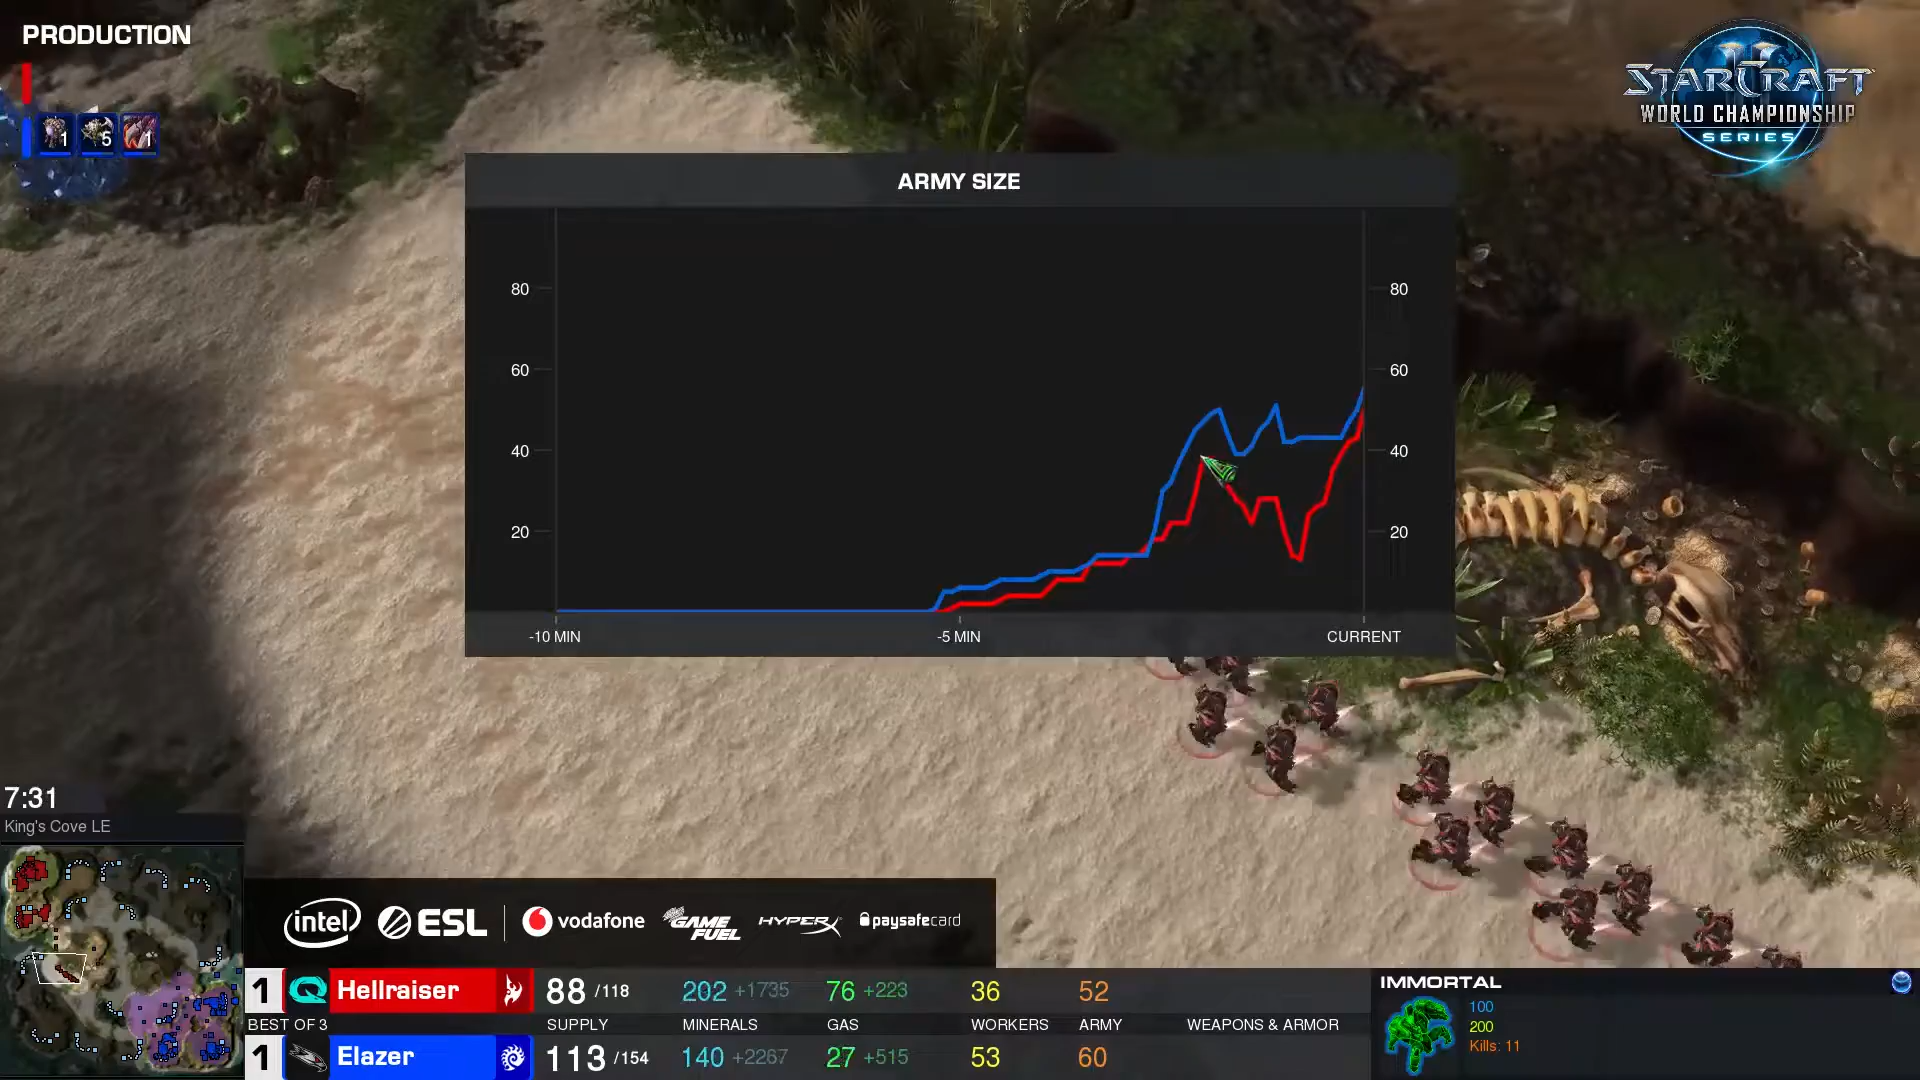 PRODUCTION
1 5 1
STARCRAFT
II
WORLD CHAMPIONSHIP
SERIES
ARMY SIZE
80 80
60 60
40 40
20 20
-10 MIN -5 MIN CURRENT
7:31
King's Cove LE
intel ESL vodafone GAME FUEL HYPERX paysafecard
1 Hellraiser 88 /118 202 +1735 76 +223 36 52
BEST OF 3 SUPPLY MINERALS GAS WORKERS ARMY WEAPONS & ARMOR
1 Elazer 113 /154 140 +2267 27 +515 53 60
IMMORTAL
100
200
Kills: 11